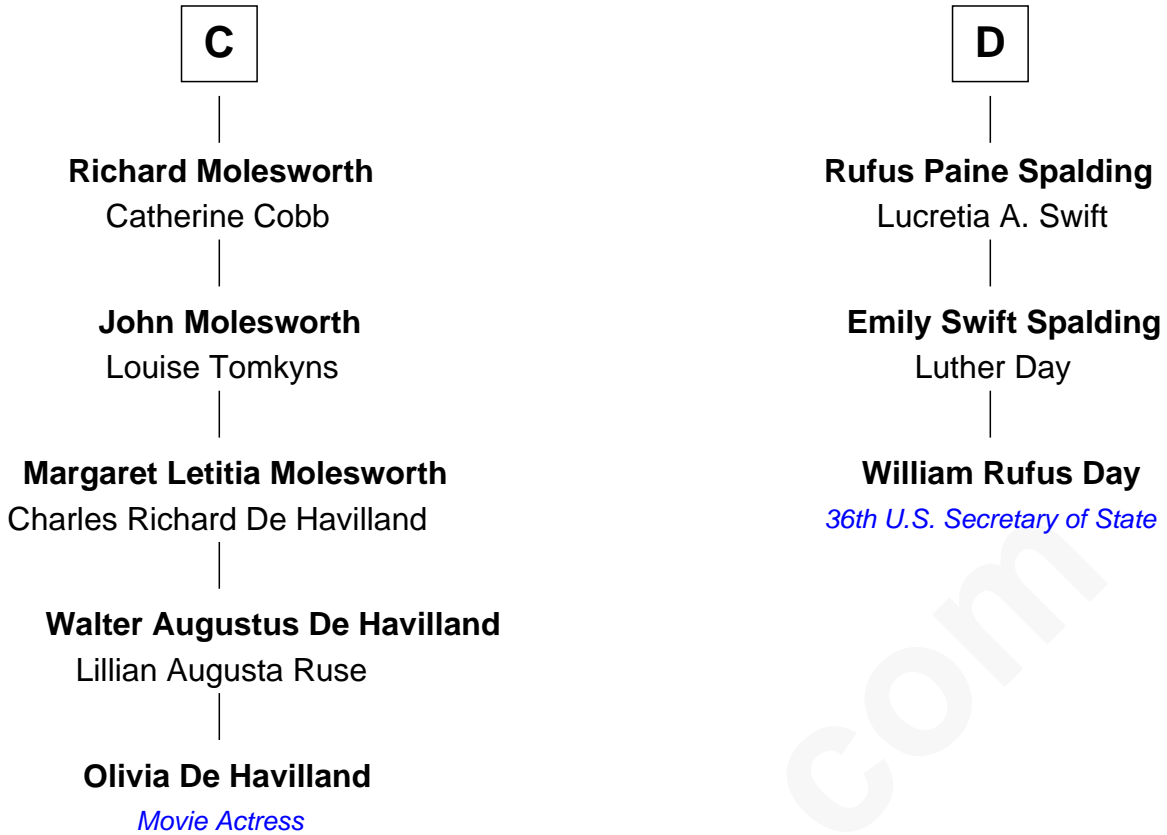 C
Richard Molesworth
Catherine Cobb
John Molesworth
Louise Tomkyns
Margaret Letitia Molesworth
Charles Richard De Havilland
Walter Augustus De Havilland
Lillian Augusta Ruse
Olivia De Havilland
Movie Actress
D
Rufus Paine Spalding
Lucretia A. Swift
Emily Swift Spalding
Luther Day
William Rufus Day
36th U.S. Secretary of State
com